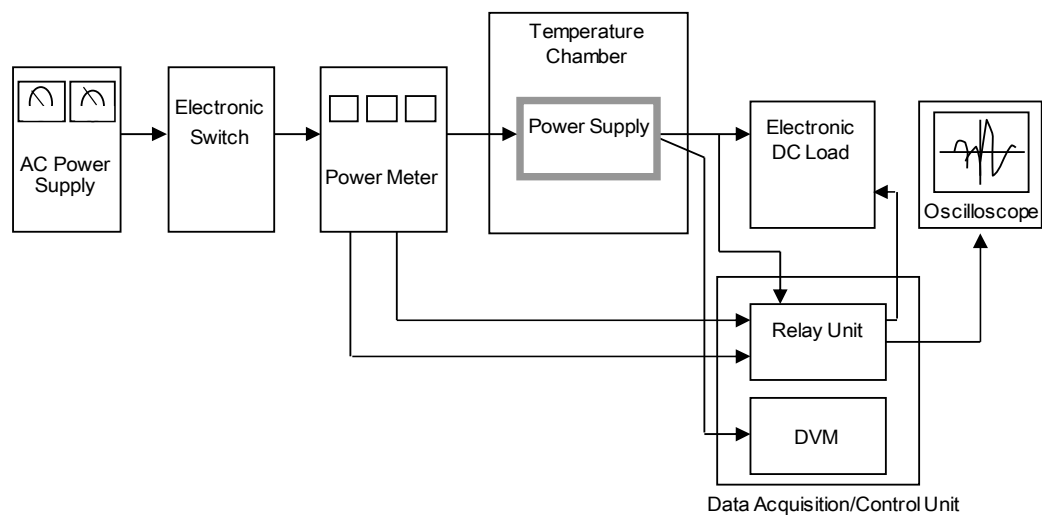 AC Power
Supply
Electronic
Switch
Power Meter
Temperature
Chamber
Power Supply
Electronic
DC Load
Oscilloscope
Relay Unit
DVM
Data Acquisition/Control Unit